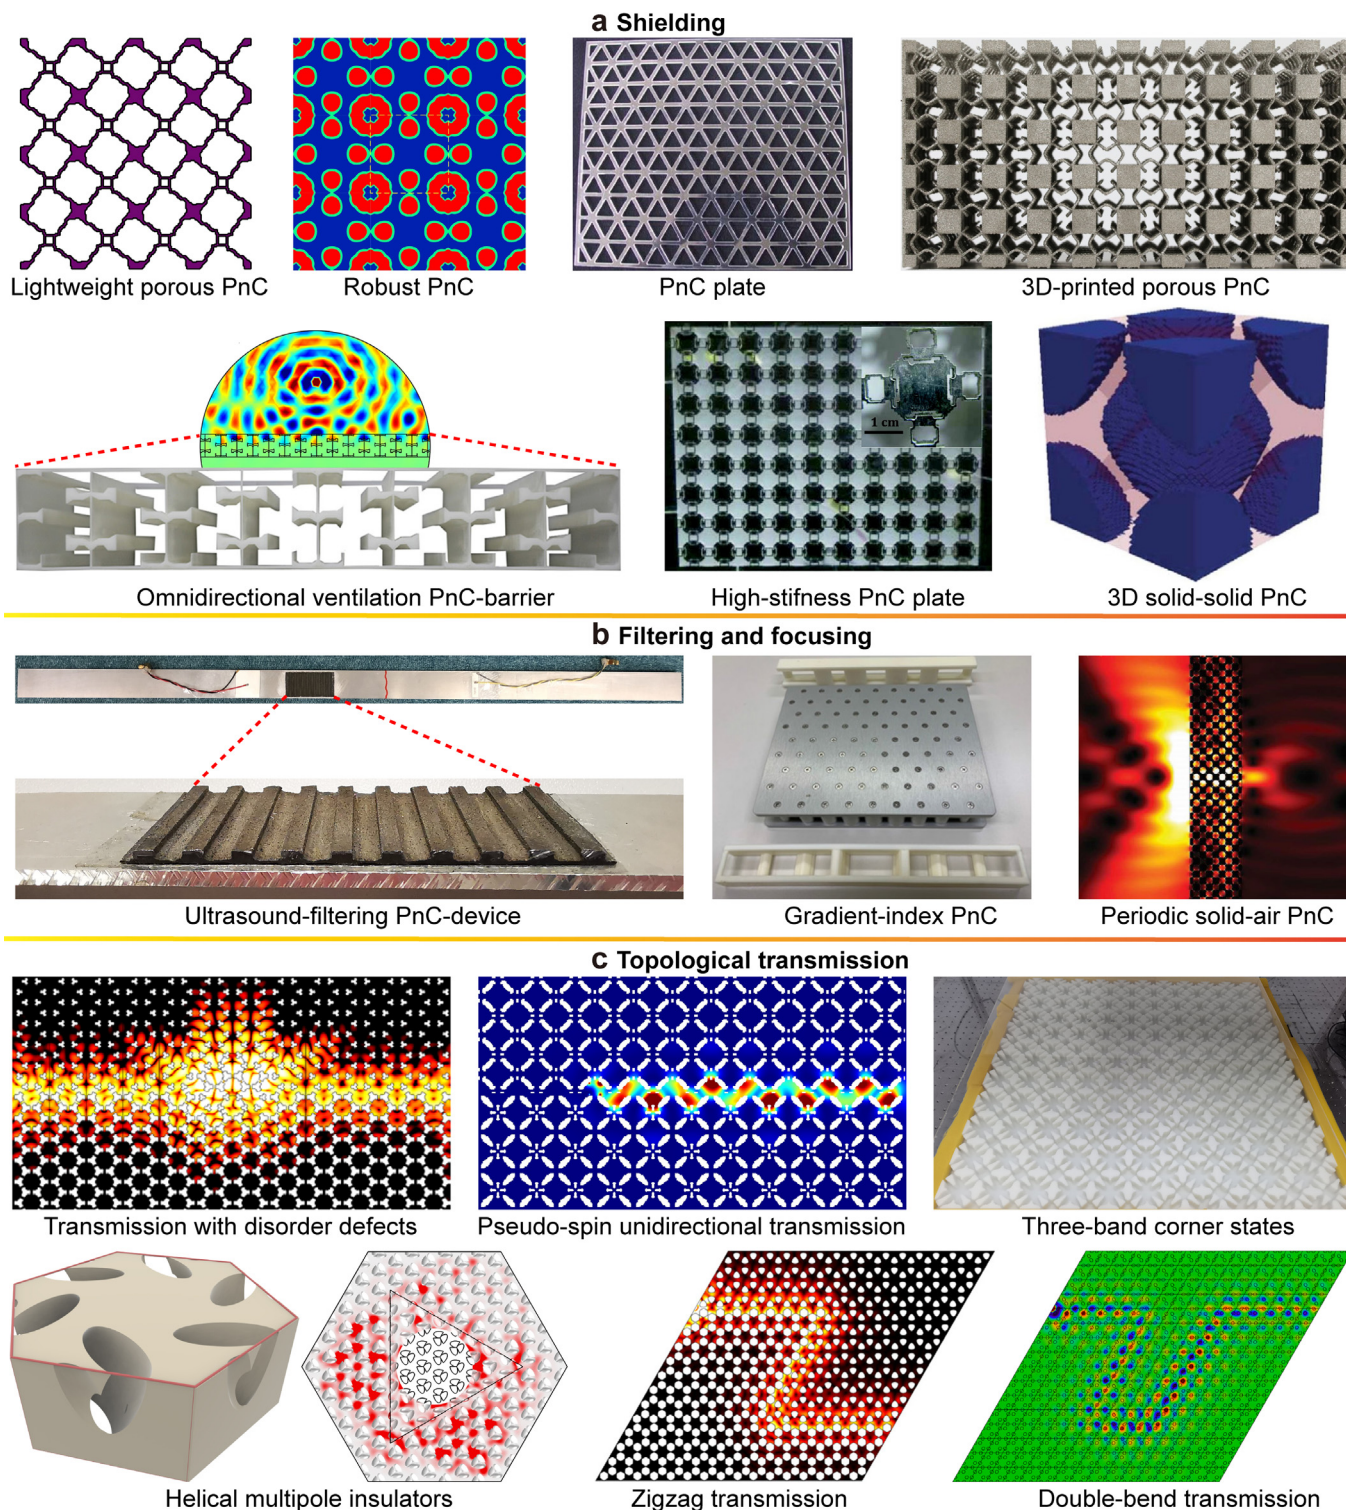 a Shielding
Lightweight porous PnC
Robust PnC
PnC plate
3D-printed porous PnC
1 cm
Omnidirectional ventilation PnC-barrier
High-stifness PnC plate
3D solid-solid PnC
b Filtering and focusing
Ultrasound-filtering PnC-device
Gradient-index PnC
Periodic solid-air PnC
c Topological transmission
Transmission with disorder defects
Pseudo-spin unidirectional transmission
Three-band corner states
Helical multipole insulators
Zigzag transmission
Double-bend transmission